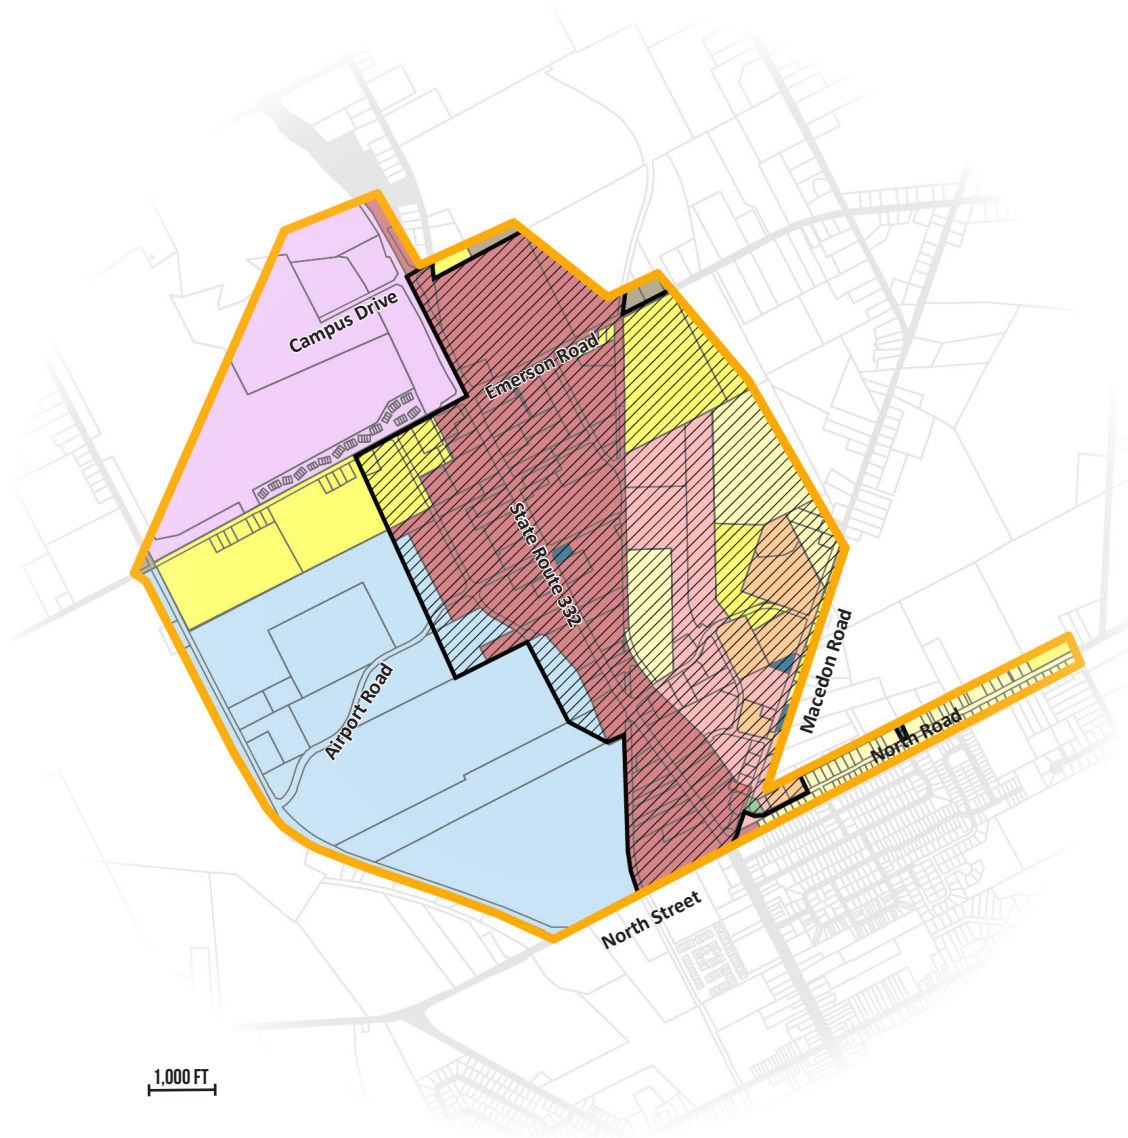 Campus Drive
Emerson Road
State Route 332
Macedon Road
Airport Road
North Road
North Street
1,000 FT